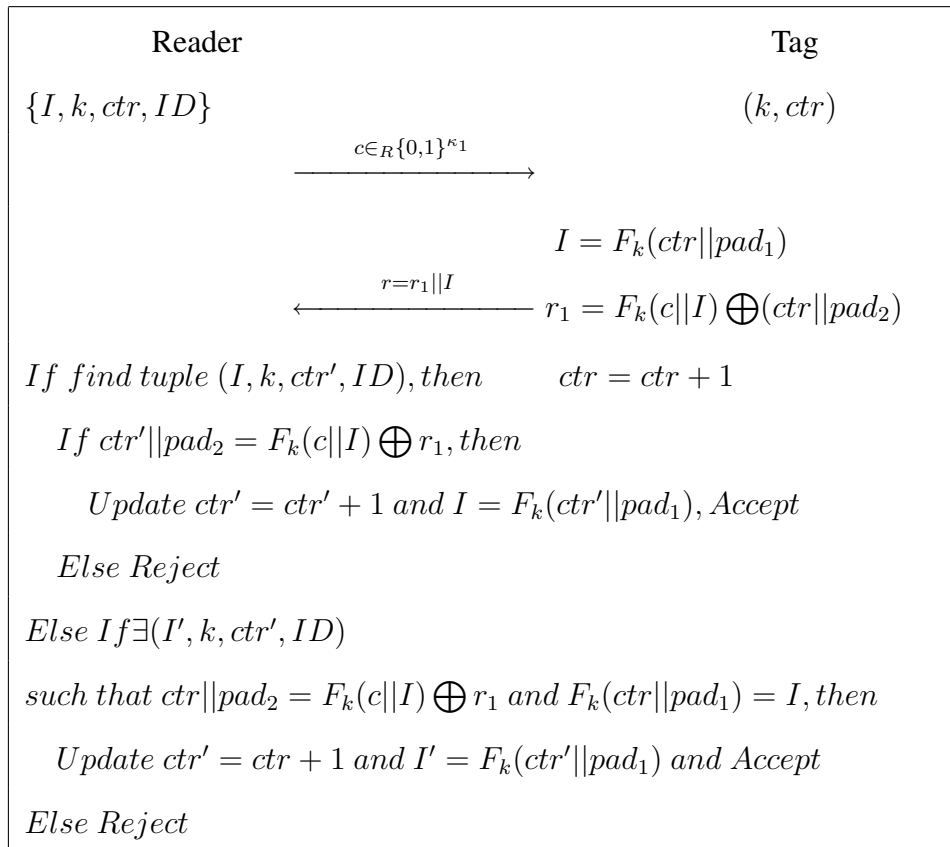 Reader Tag
{I, k, ctr, ID} (k, ctr)
c∈_R{0,1}^{κ_1}
I = F_k(ctr||pad_1)
r=r_1||I r_1 = F_k(c||I) ⊕(ctr||pad_2)
If find tuple (I, k, ctr′, ID), then ctr = ctr + 1
If ctr′||pad_2 = F_k(c||I) ⊕ r_1, then
Update ctr′ = ctr′ + 1 and I = F_k(ctr′||pad_1), Accept
Else Reject
Else If∃(I′, k, ctr′, ID)
such that ctr||pad_2 = F_k(c||I) ⊕ r_1 and F_k(ctr||pad_1) = I, then
Update ctr′ = ctr + 1 and I′ = F_k(ctr′||pad_1) and Accept
Else Reject